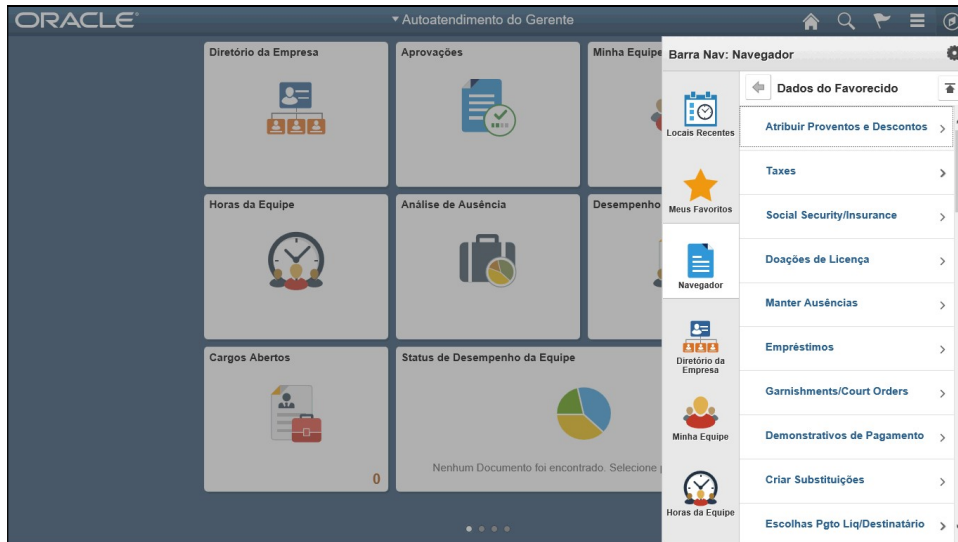 ORACLE
Autoatendimento do Gerente
Diretório da Empresa
Aprovações
Minha Equipe
Horas da Equipe
Análise de Ausência
Desempenho
Cargos Abertos
0
Status de Desempenho da Equipe
Nenhum Documento foi encontrado. Selecione
Barra Nav: Navegador
Locais Recentes
Meus Favoritos
Navegador
Diretório da
Empresa
Minha Equipe
Horas da Equipe
Dados do Favorecido
Atribuir Proventos e Descontos
Taxes
Social Security/Insurance
Doações de Licença
Manter Ausências
Empréstimos
Garnishments/Court Orders
Demonstrativos de Pagamento
Criar Substituições
Escolhas Pgto Liq/Destinatário